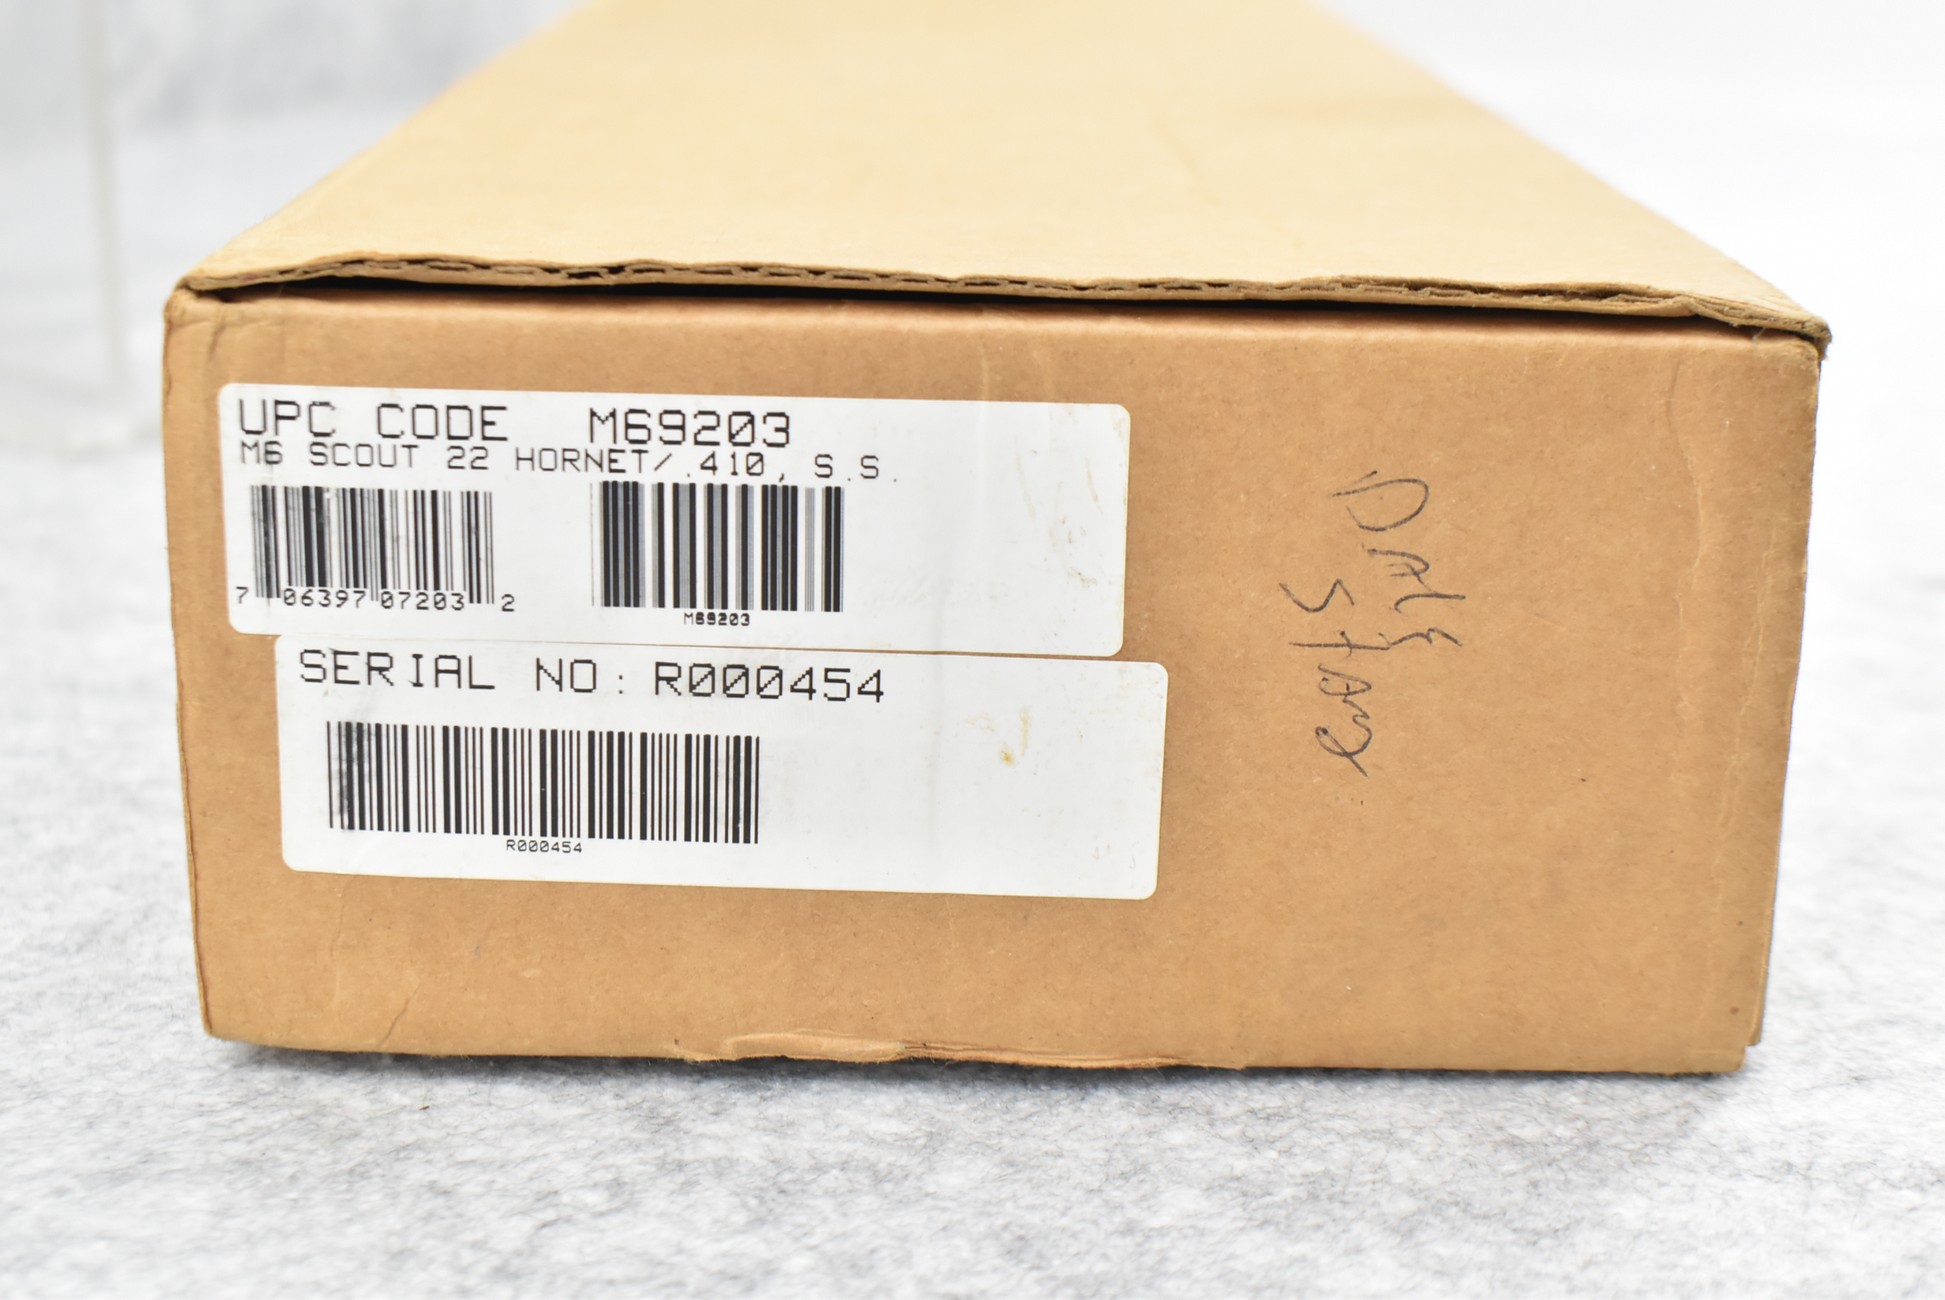 UPC CODE M69203
M6 SCOUT 22 HORNET/.410, S.S.
7 06397 07203 2
M69203
SERIAL NO: R000454
R000454